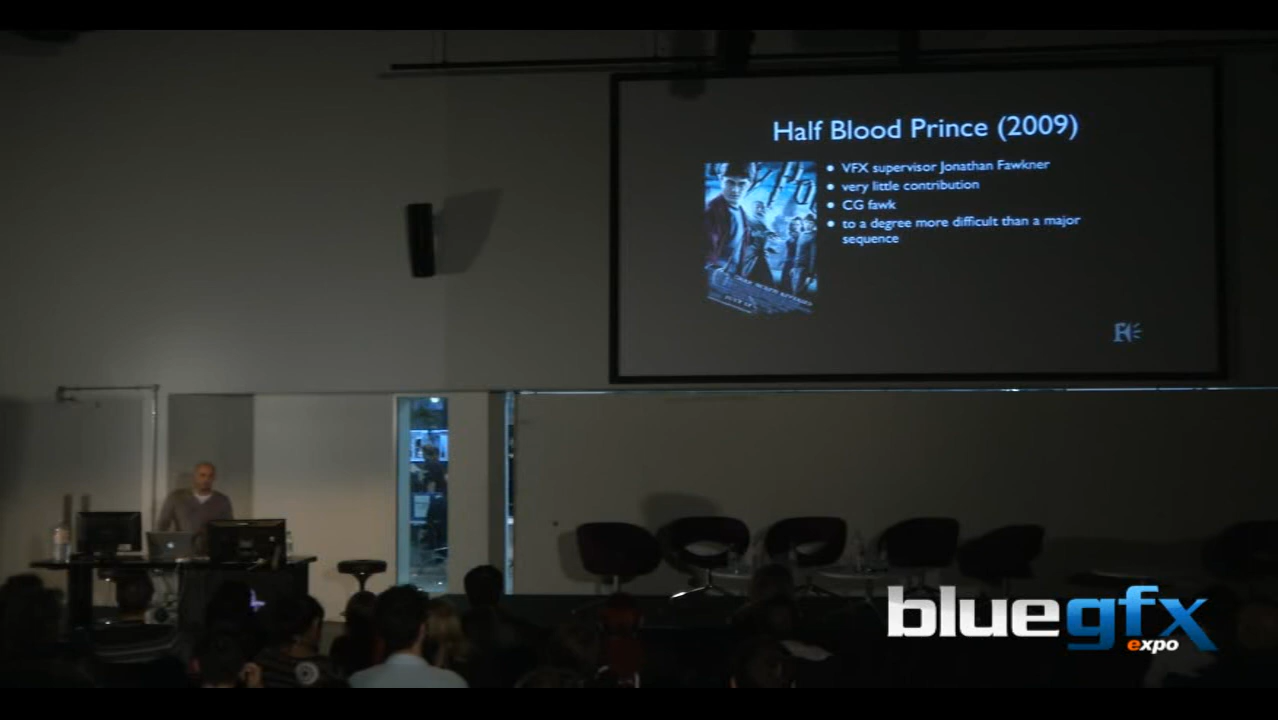 Half Blood Prince (2009)
• VFX supervisor Jonathan Fawkner
• very little contribution
• CG fawk
• to a degree more difficult than a major
sequence
bluegfx
expo